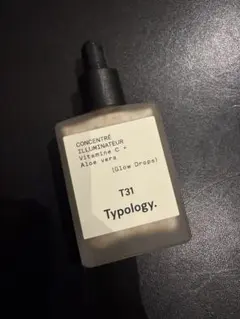 CONCENTRÉ
ILLUMINATEUR
Vitamine C +
Aloe vera
(Glow Drops)
T31
Typology.